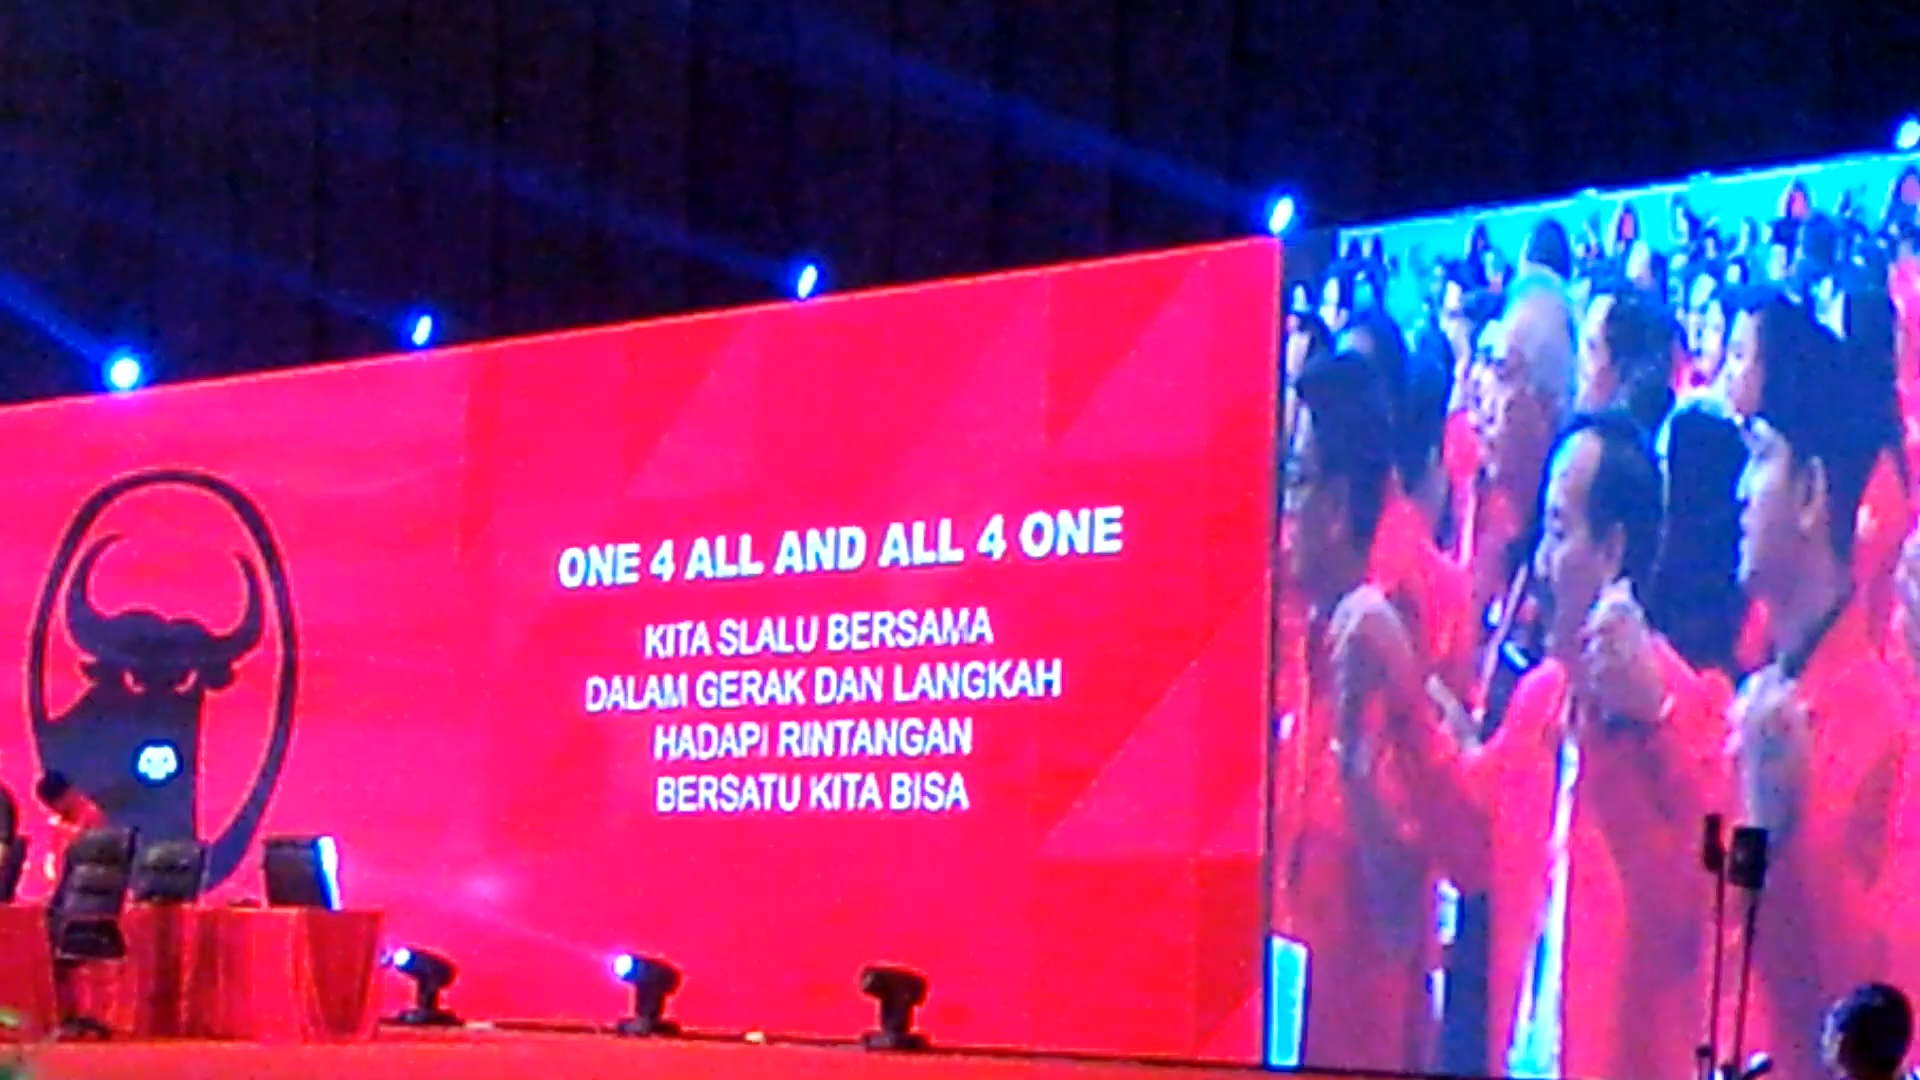 ONE 4 ALL AND ALL 4 ONE
KITA SLALU BERSAMA
DALAM GERAK DAN LANGKAH
HADAPI RINTANGAN
BERSATU KITA BISA